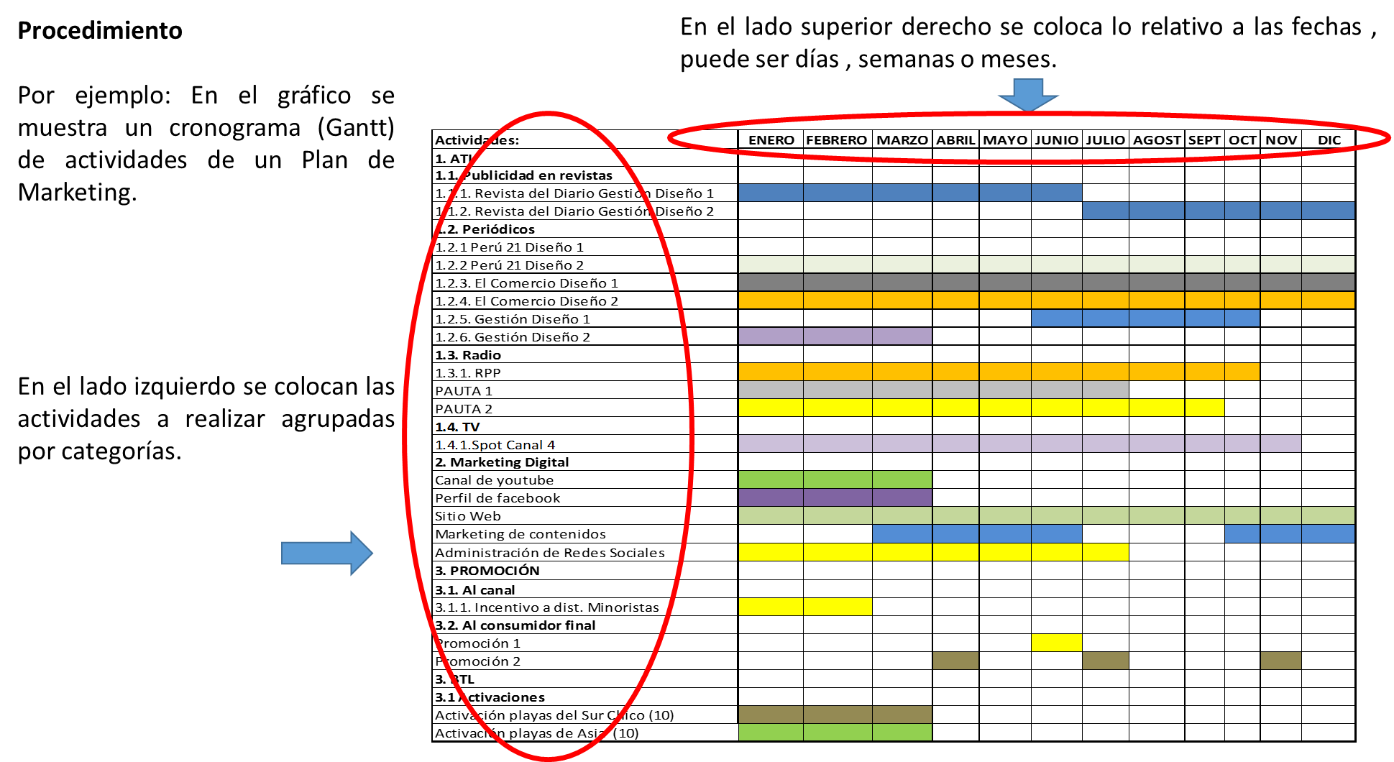 Procedimiento
Por ejemplo: En el gráfico se
muestra un cronograma (Gantt)
de actividades de un Plan de
Marketing.
En el lado izquierdo se colocan las
actividades a realizar agrupadas
por categorías.
En el lado superior derecho se coloca lo relativo a las fechas ,
puede ser días , semanas o meses.
Actividades: ENERO FEBRERO MARZO ABRIL MAYO JUNIO JULIO AGOST SEPT OCT NOV DIC
1. ATL
1.1. Publicidad en revistas
1.1.1. Revista del Diario Gestión Diseño 1
1.1.2. Revista del Diario Gestión Diseño 2
1.2. Periódicos
1.2.1 Perú 21 Diseño 1
1.2.2 Perú 21 Diseño 2
1.2.3. El Comercio Diseño 1
1.2.4. El Comercio Diseño 2
1.2.5. Gestión Diseño 1
1.2.6. Gestión Diseño 2
1.3. Radio
1.3.1. RPP
PAUTA 1
PAUTA 2
1.4. TV
1.4.1.Spot Canal 4
2. Marketing Digital
Canal de youtube
Perfil de facebook
Sitio Web
Marketing de contenidos
Administración de Redes Sociales
3. PROMOCIÓN
3.1. Al canal
3.1.1. Incentivo a dist. Minoristas
3.2. Al consumidor final
Promoción 1
Promoción 2
3. BTL
3.1 Activaciones
Activación playas del Sur Chico (10)
Activación playas de Asia (10)